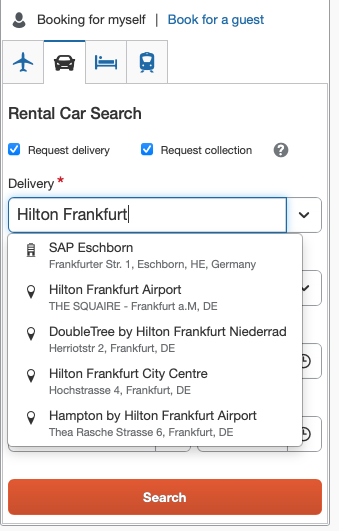 Booking for myself | Book for a guest
Rental Car Search
Request delivery Request collection ?
Delivery *
Hilton Frankfurt
SAP Eschborn
Frankfurter Str. 1, Eschborn, HE, Germany
Hilton Frankfurt Airport
THE SQUAIRE - Frankfurt a.M, DE
DoubleTree by Hilton Frankfurt Niederrad
Herriotstr 2, Frankfurt, DE
Hilton Frankfurt City Centre
Hochstrasse 4, Frankfurt, DE
Hampton by Hilton Frankfurt Airport
Thea Rasche Strasse 6, Frankfurt, DE
Search